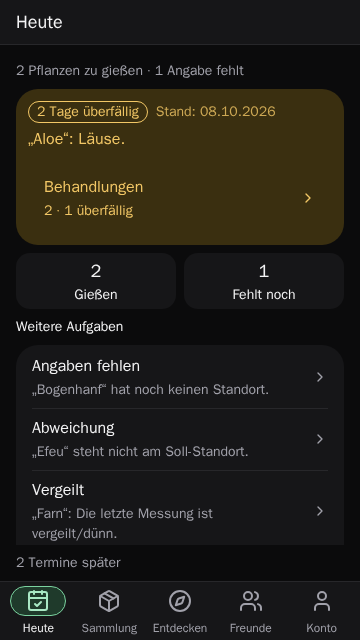 Heute
2 Pflanzen zu gießen · 1 Angabe fehlt
2 Tage überfällig Stand: 08.10.2026
„Aloe“: Läuse.
Behandlungen
2 · 1 überfällig
2 1
Gießen Fehlt noch
Weitere Aufgaben
Angaben fehlen
„Bogenhanf“ hat noch keinen Standort.
Abweichung
„Efeu“ steht nicht am Soll-Standort.
Vergeilt
„Farn“: Die letzte Messung ist
vergeilt/dünn.
2 Termine später
Heute Sammlung Entdecken Freunde Konto